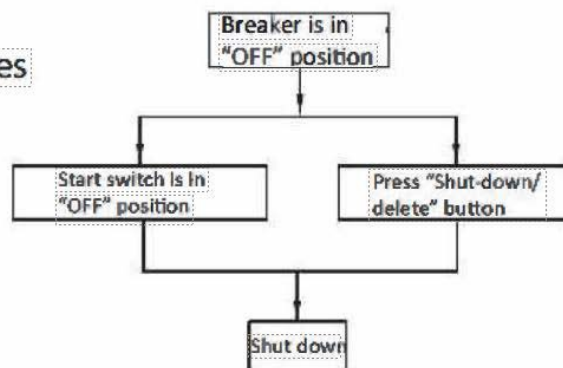 es
Breaker is in
“OFF” position
Start switch is in
“OFF” position
Press “Shut-down/
delete” button
Shut down